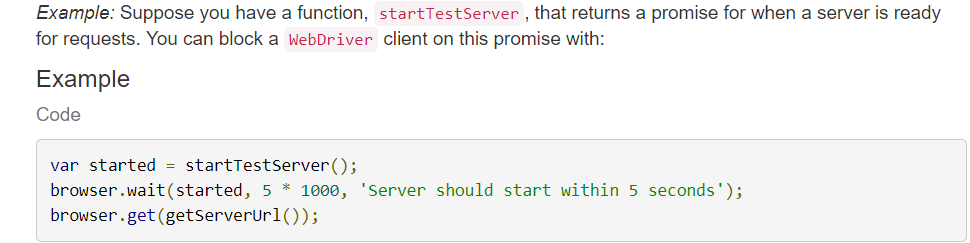 Example: Suppose you have a function, startTestServer, that returns a promise for when a server is ready
for requests. You can block a WebDriver client on this promise with:
Example
Code
var started = startTestServer();
browser.wait(started, 5 * 1000, 'Server should start within 5 seconds');
browser.get(getServerUrl());